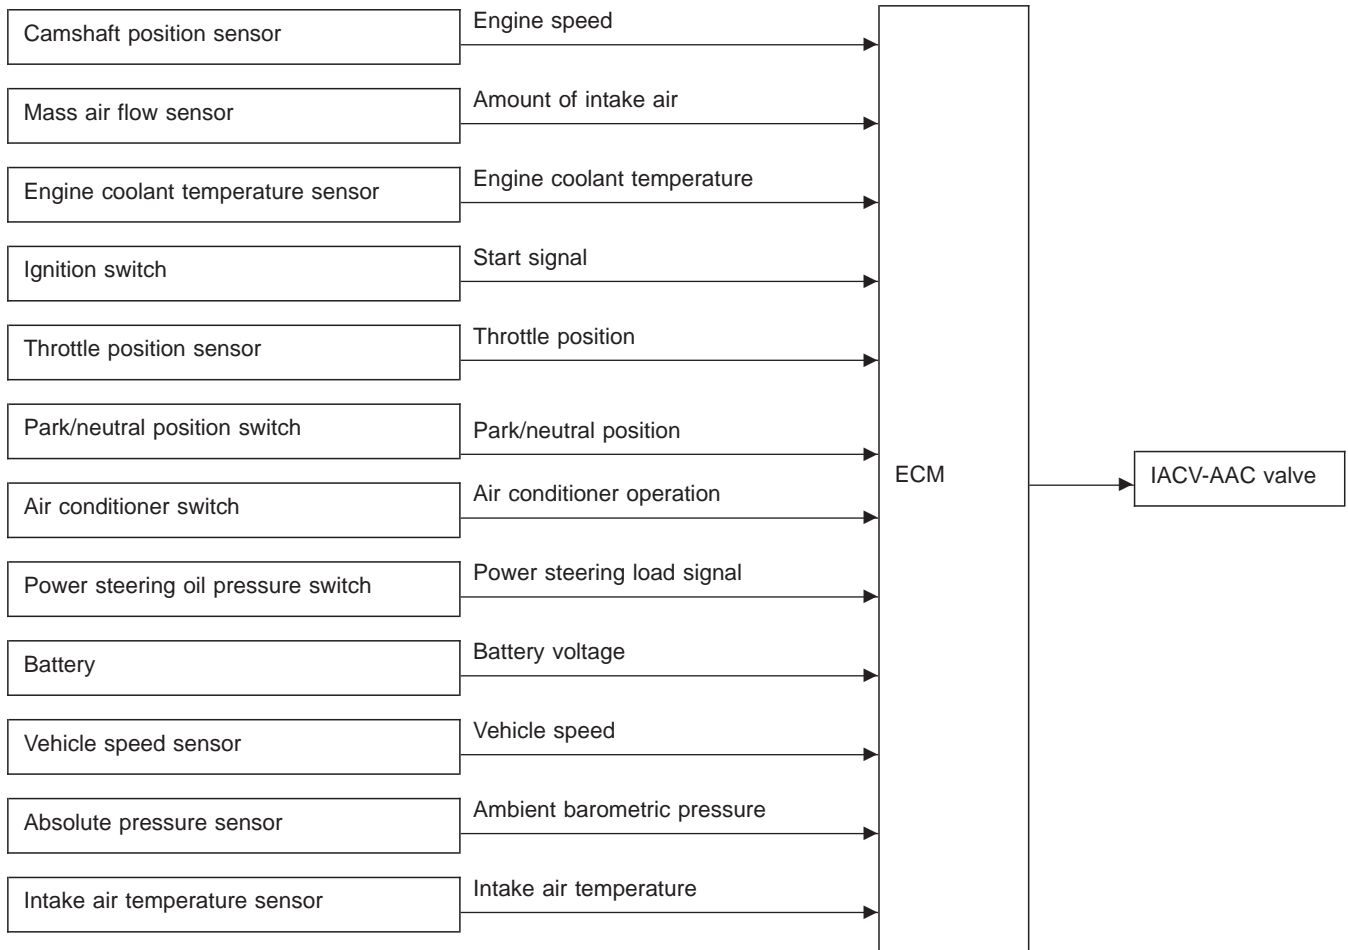 Camshaft position sensor
Engine speed
Mass air flow sensor
Amount of intake air
Engine coolant temperature sensor
Engine coolant temperature
Ignition switch
Start signal
Throttle position sensor
Throttle position
Park/neutral position switch
Park/neutral position
Air conditioner switch
Air conditioner operation
Power steering oil pressure switch
Power steering load signal
Battery
Battery voltage
Vehicle speed sensor
Vehicle speed
Absolute pressure sensor
Ambient barometric pressure
Intake air temperature sensor
Intake air temperature
ECM
IACV-AAC valve